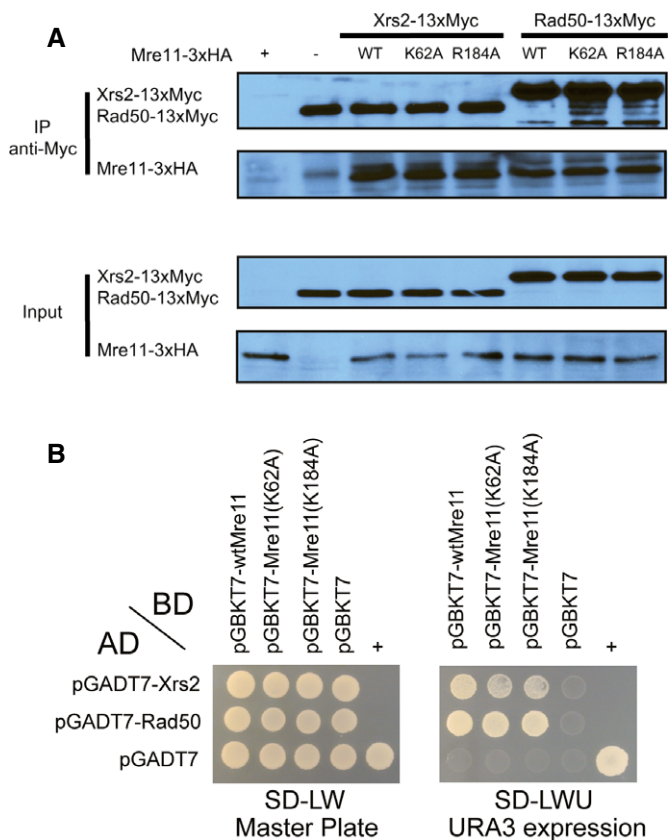 A
Xrs2-13xMyc
Rad50-13xMyc
Mre11-3xHA
+
-
WT
K62A
R184A
WT
K62A
R184A
IP
anti-Myc
Xrs2-13xMyc
Rad50-13xMyc
Mre11-3xHA
Input
Xrs2-13xMyc
Rad50-13xMyc
Mre11-3xHA
B
pGBKT7-wtMre11
pGBKT7-Mre11(K62A)
pGBKT7-Mre11(K184A)
pGBKT7
+
pGBKT7-wtMre11
pGBKT7-Mre11(K62A)
pGBKT7-Mre11(K184A)
pGBKT7
+
BD
AD
pGADT7-Xrs2
pGADT7-Rad50
pGADT7
SD-LW
Master Plate
SD-LWU
URA3 expression